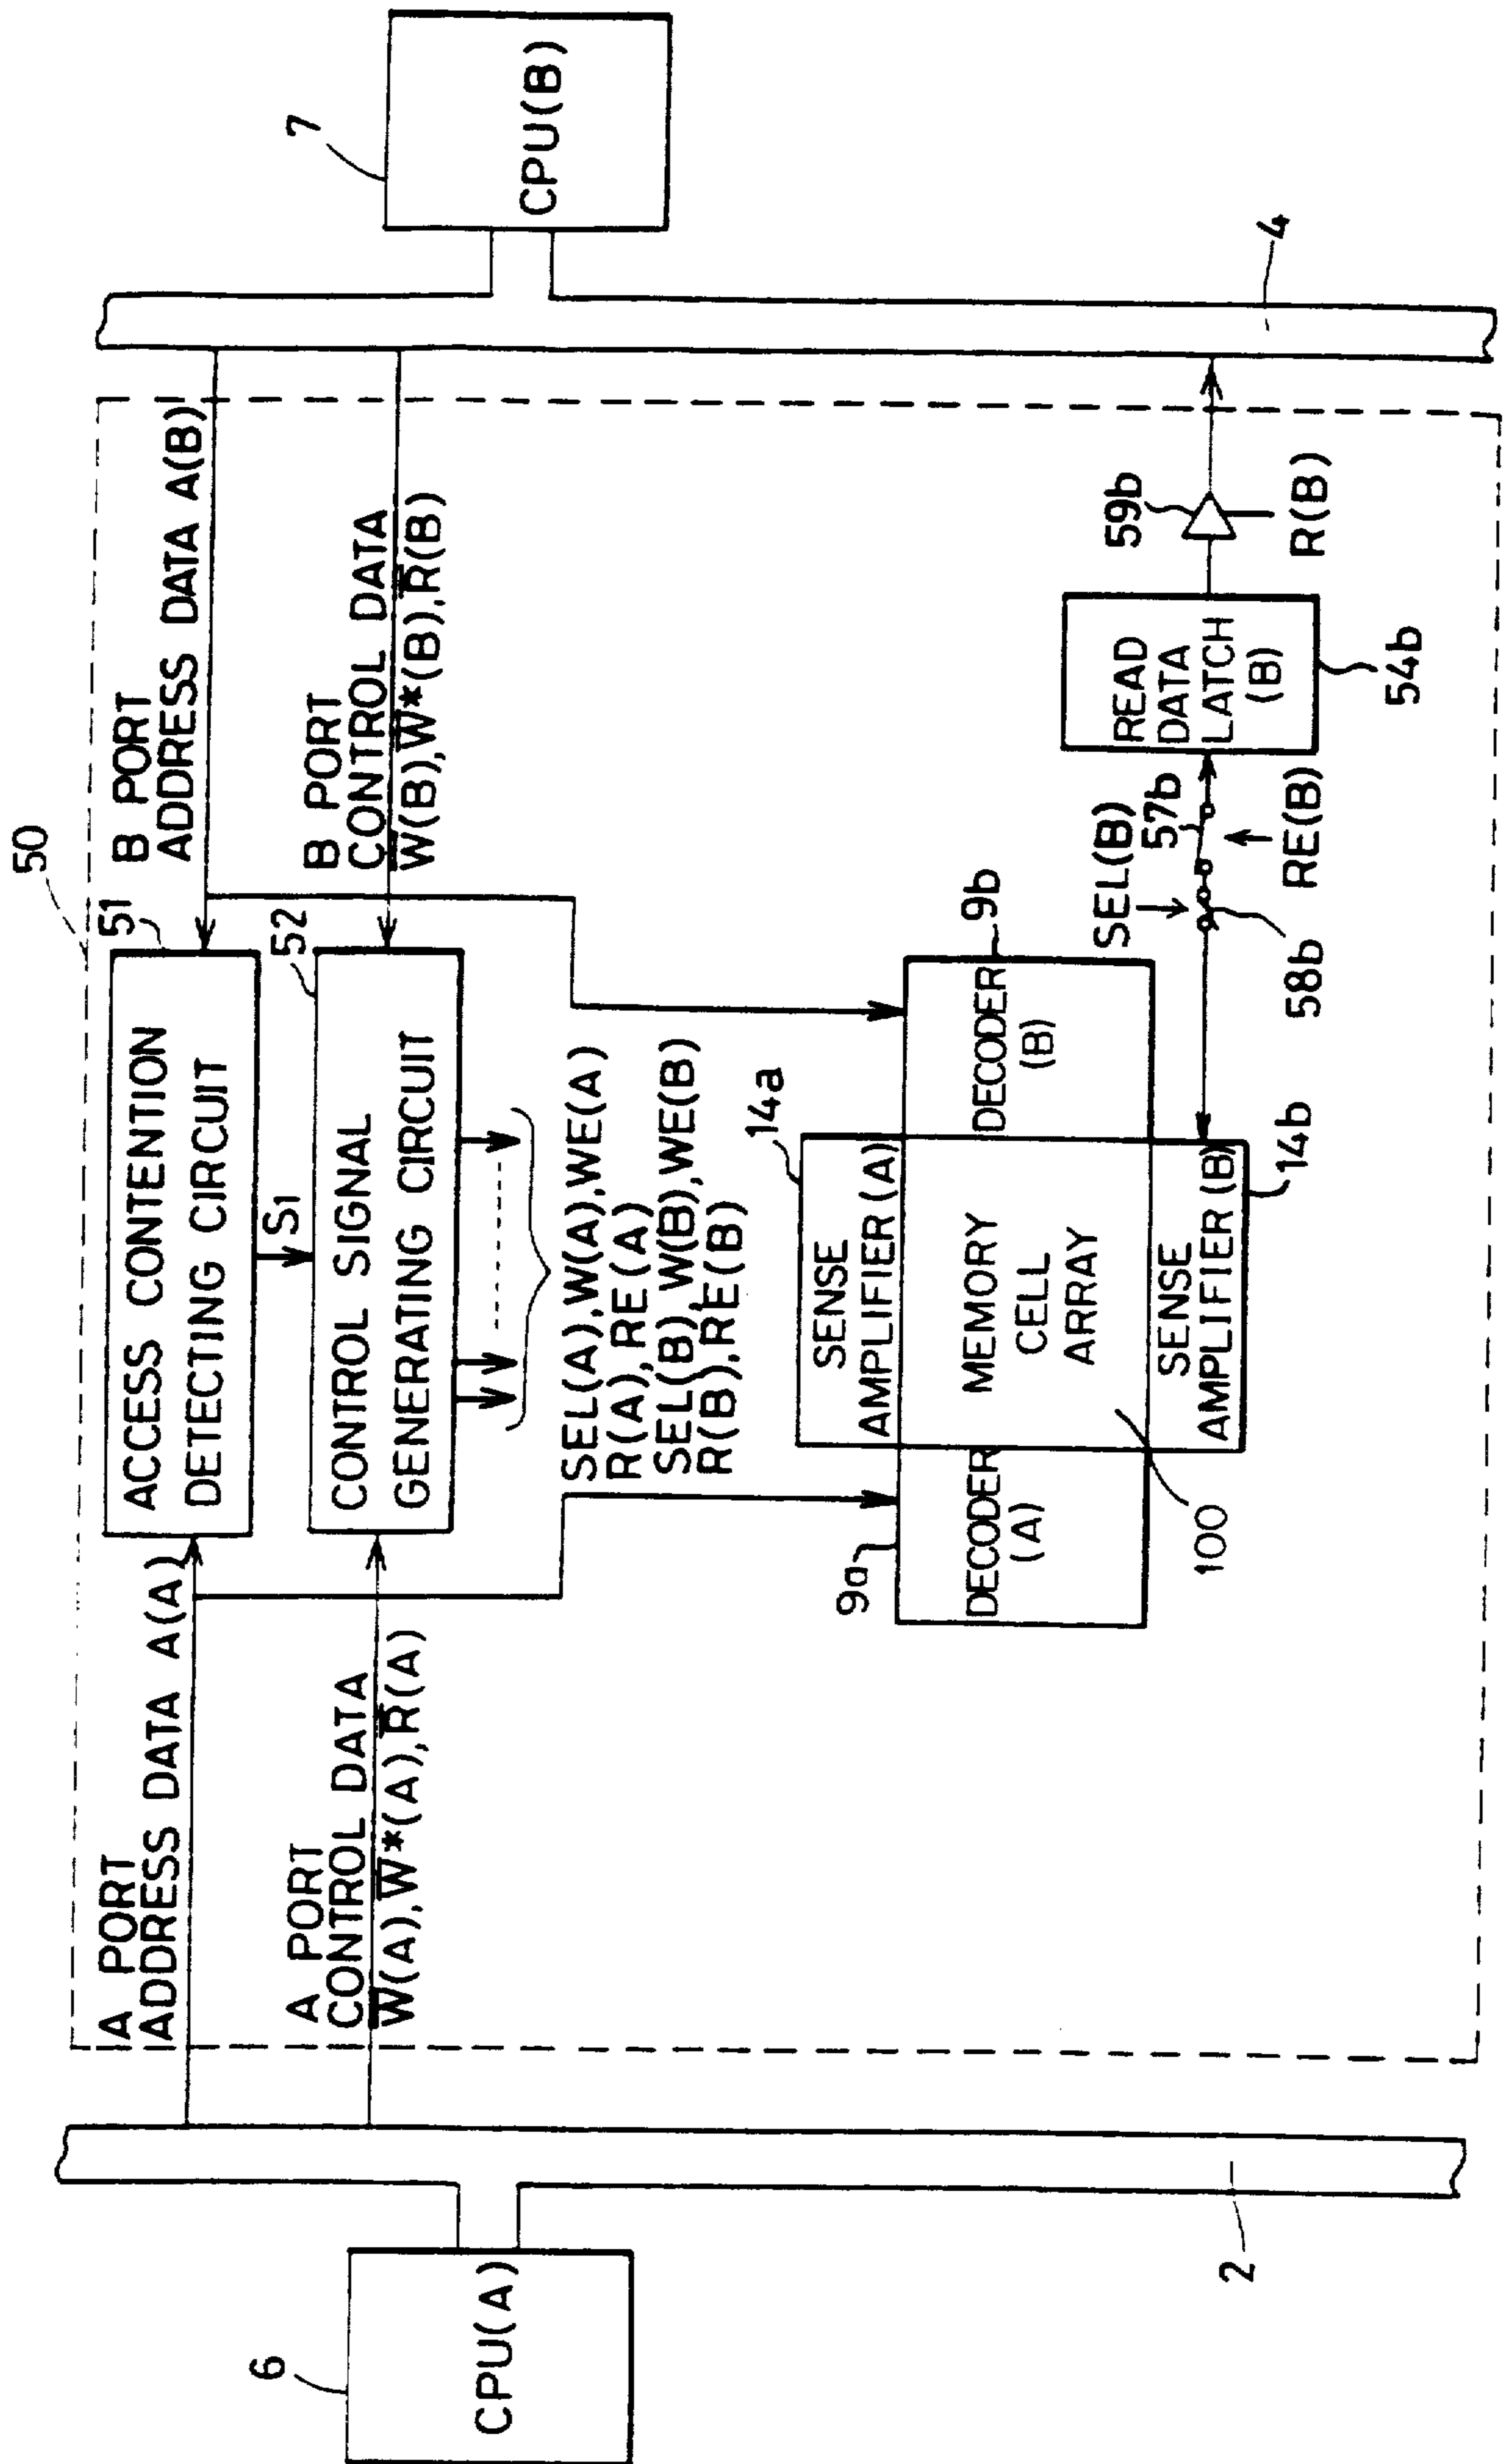 50
A PORT
ADDRESS DATA A(A)
ACCESS CONTENTION
DETECTING CIRCUIT
51
B PORT
ADDRESS DATA A(B)
S1
A PORT
CONTROL DATA
W̅(A),W̅*(A),R̅(A)
CONTROL SIGNAL
GENERATING CIRCUIT
52
B PORT
CONTROL DATA
W̅(B),W̅*(B),R̅(B)
6
CPU(A)
7
CPU(B)
SEL(A),W(A),WE(A)
R(A),RE(A)
SEL(B),W(B),WE(B)
R(B),RE(B)
14a
SENSE
AMPLIFIER(A)
9a
DECODER
(A)
MEMORY
CELL
ARRAY
DECODER
(B)
9b
100
SENSE
AMPLIFIER(B)
14b
SEL(B)
57b
58b
RE(B)
READ
DATA
LATCH
(B)
54b
59b
R(B)
2
4